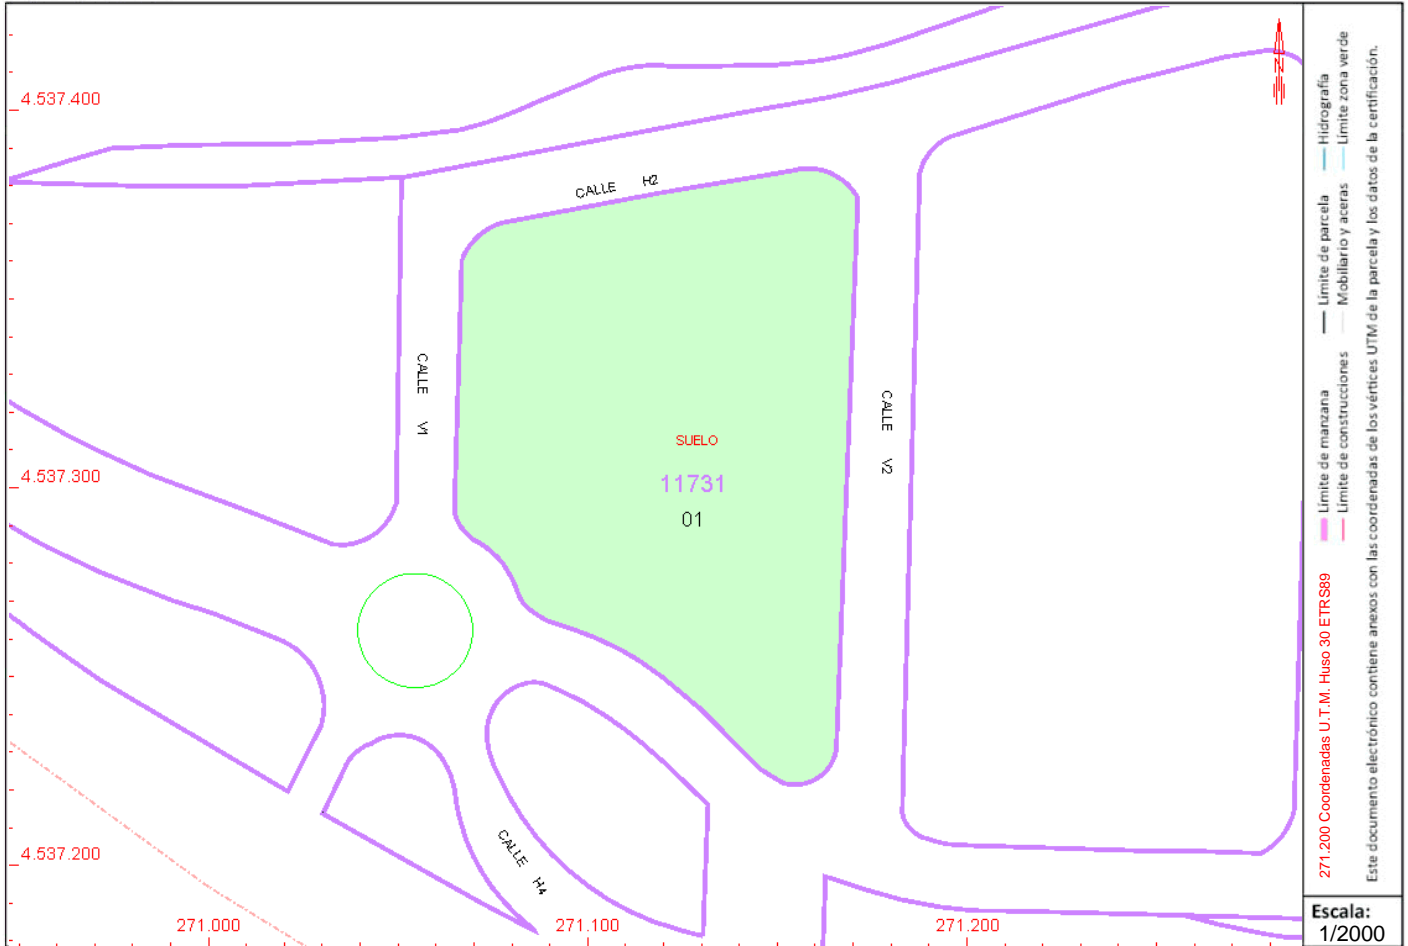 4.537.400
CALLE H2
CALLE V1
CALLE V2
SUELO
4.537.300
11731
01
4.537.200
CALLE H4
271.000
271.100
271.200
N
271.200 Coordenadas U.T.M. Huso 30 ETRS89
Límite de manzana
Límite de parcela
Hidrografía
Límite de construcciones
Mobiliario y aceras
Límite zona verde
Este documento electrónico contiene anexos con las coordenadas de los vértices UTM de la parcela y los datos de la certificación.
Escala:
1/2000